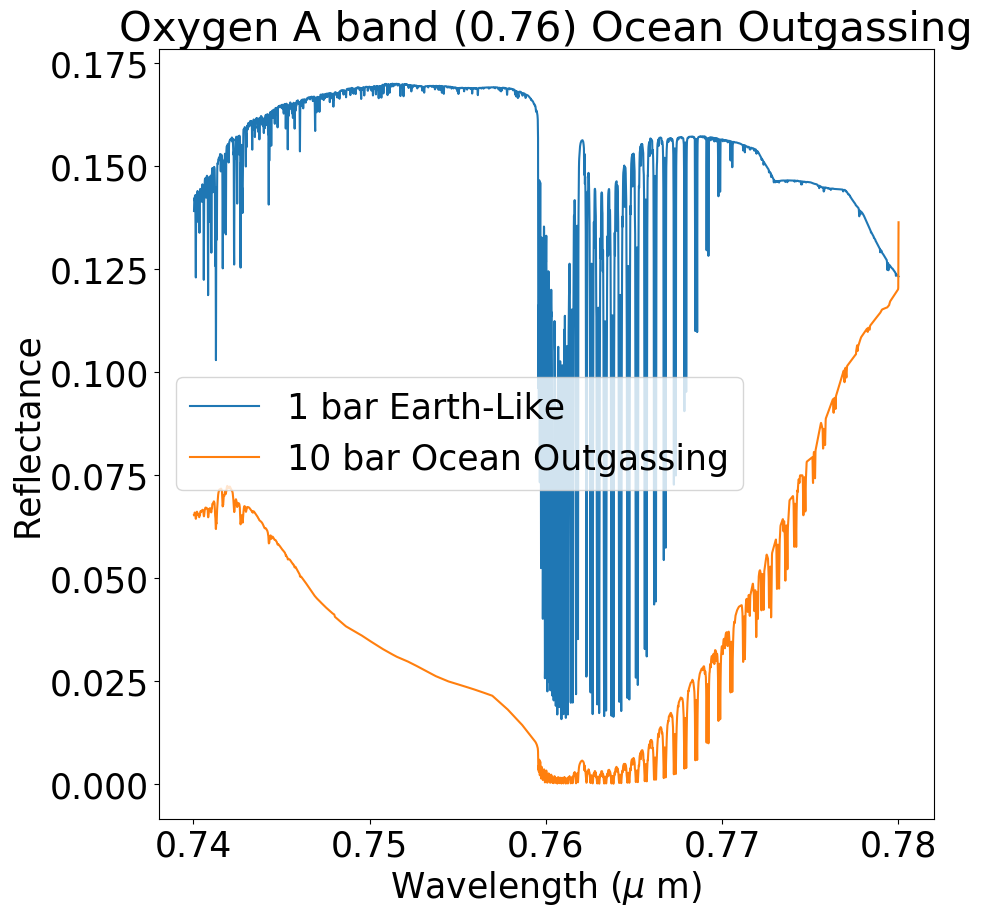 Oxygen A band (0.76) Ocean Outgassing
0.175
0.150
0.125
0.100
0.075
0.050
0.025
0.000
Reflectance
1 bar Earth-Like
10 bar Ocean Outgassing
0.74 0.75 0.76 0.77 0.78
Wavelength (μ m)